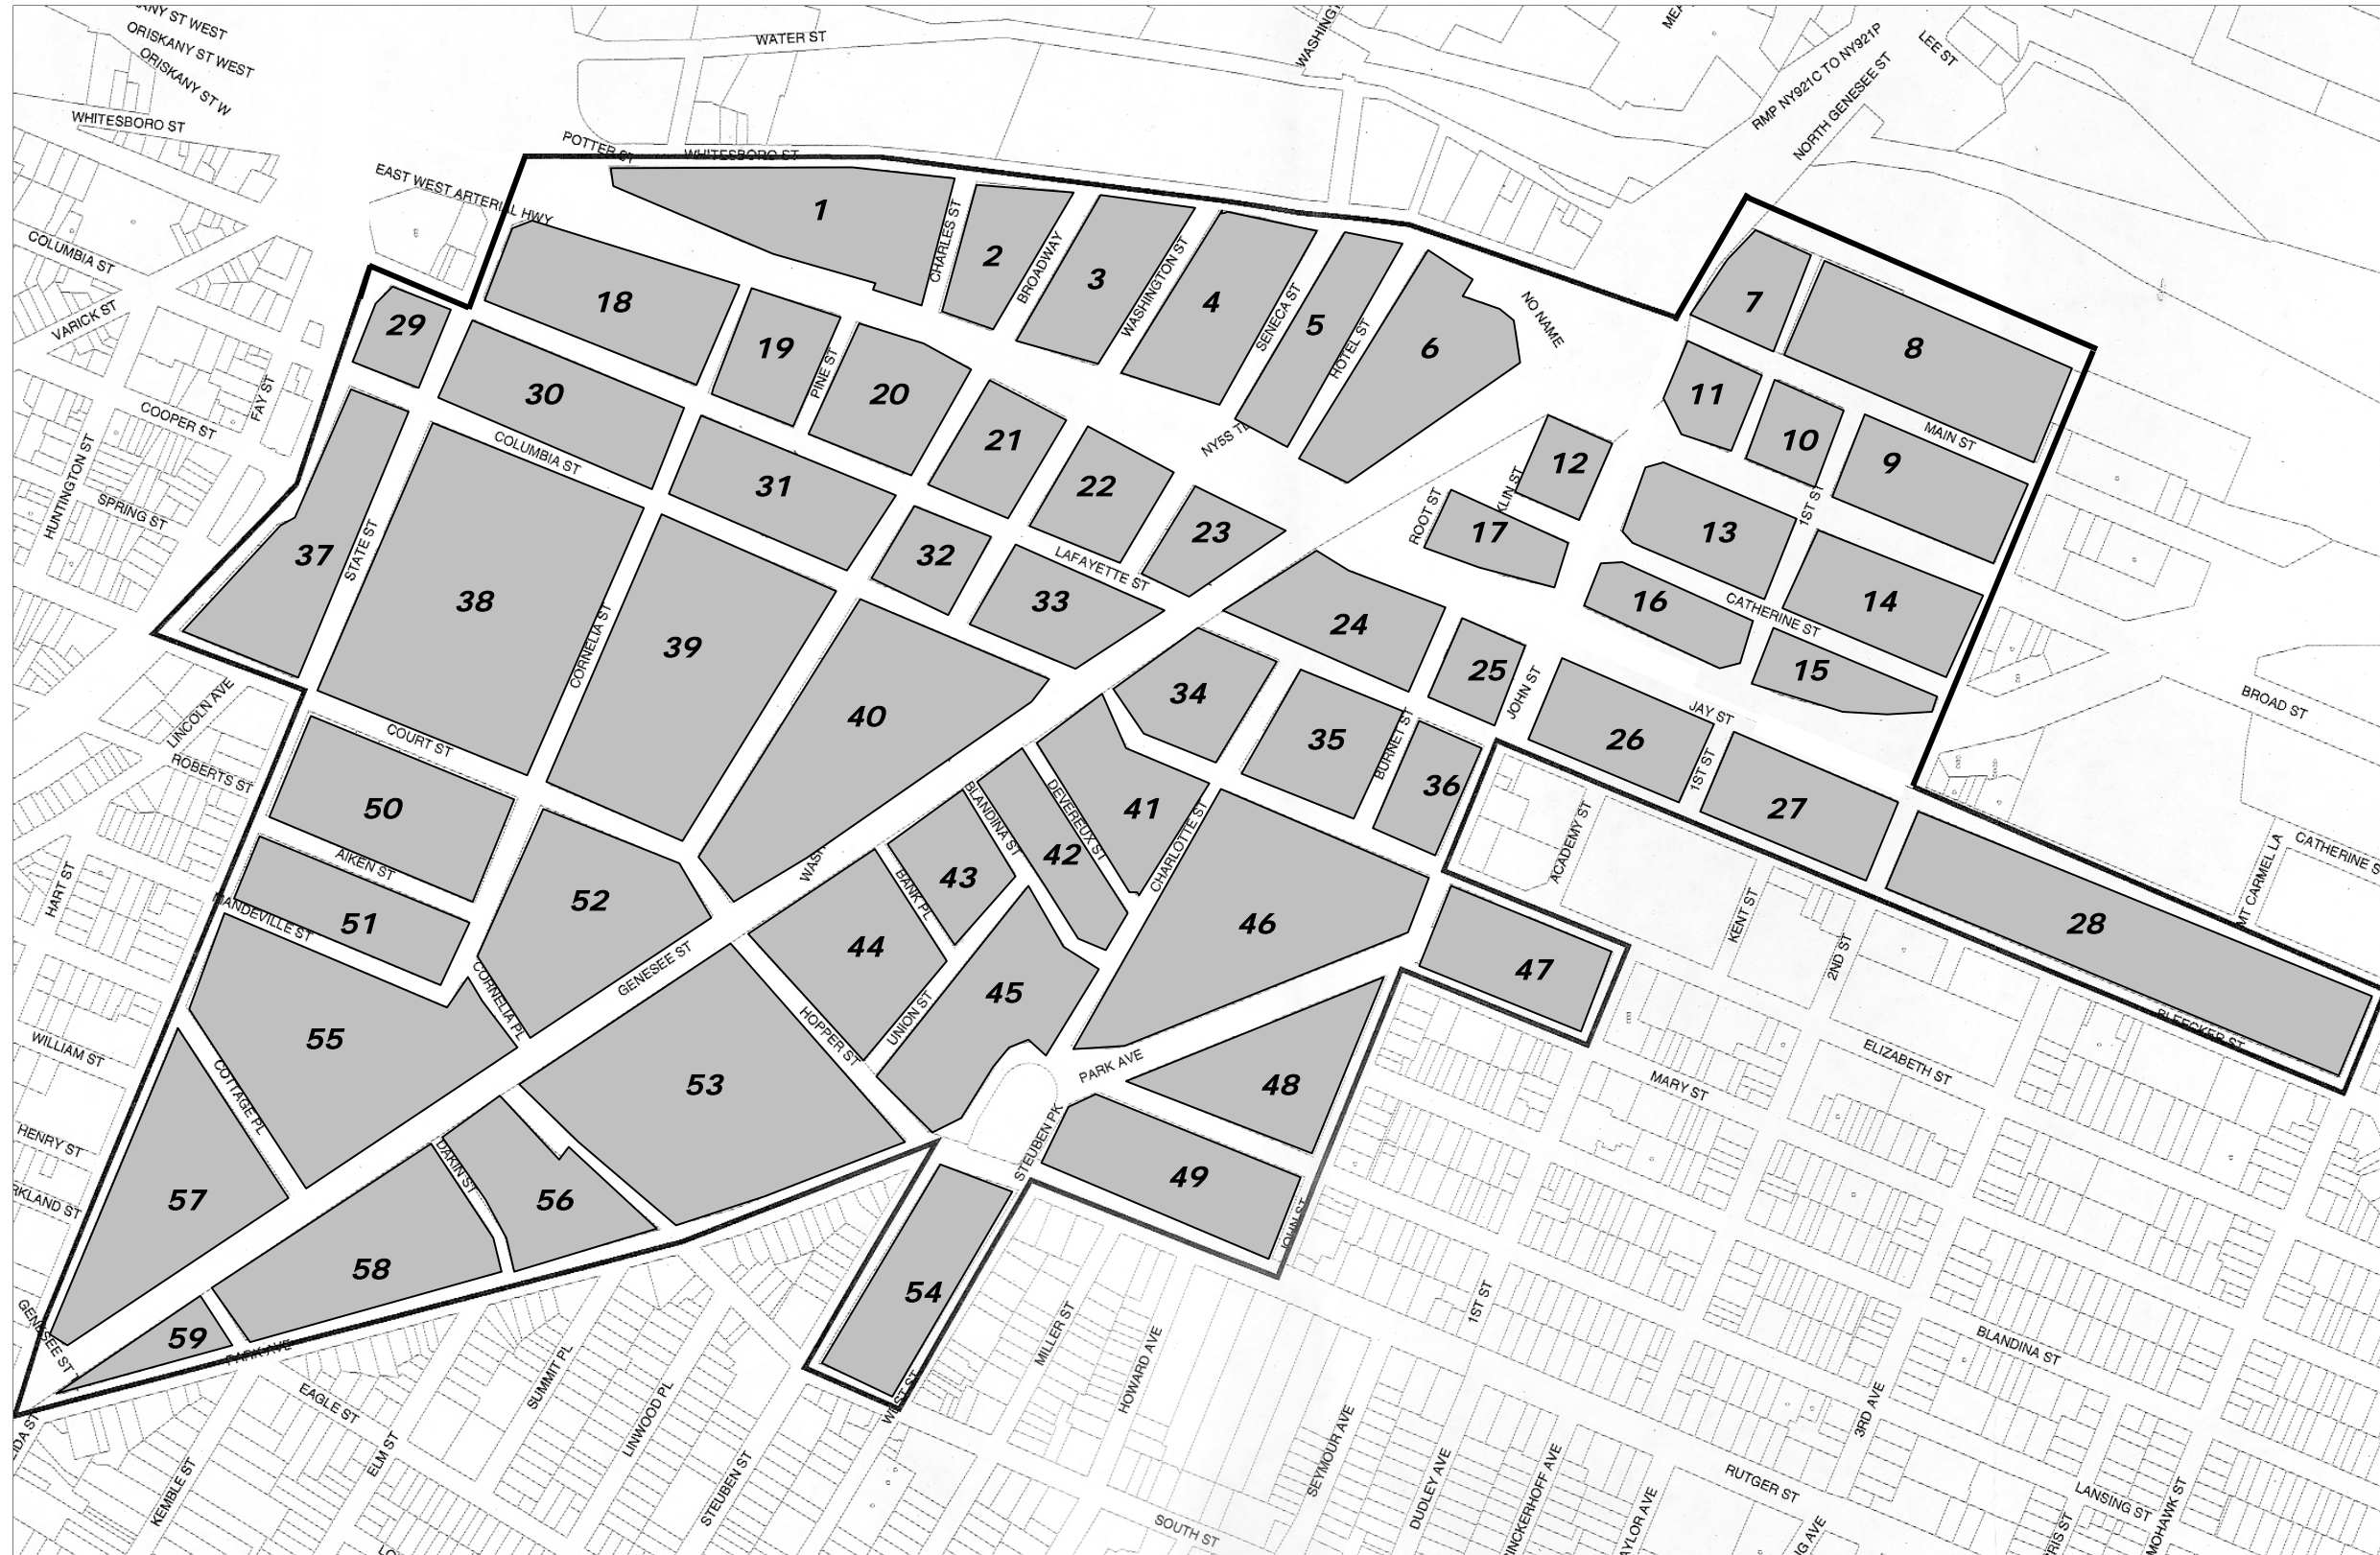 ORISKANY ST WEST
ORISKANY ST W
WHITESBORO ST
WATER ST
LEE ST
RMP NY921C TO NY921P
NORTH GENESEE ST
POTTER ST
WHITESBORO ST
EAST WEST ARTERIAL HWY
COLUMBIA ST
VARICK ST
1
CHARLES ST
2
BROADWAY
3
WASHINGTON ST
4
SENECA ST
5
HOTEL ST
6
NO NAME
7
8
18
29
19
PINE ST
20
30
11
10
MAIN ST
9
COOPER ST
FAY ST
HUNTINGTON ST
SPRING ST
COLUMBIA ST
31
21
22
12
ROOT ST
17
13
1ST ST
23
37
STATE ST
38
32
LAFAYETTE ST
33
24
16
CATHERINE ST
14
CORNELIA ST
39
40
34
25
JOHN ST
15
BROAD ST
LINCOLN AVE
COURT ST
ROBERTS ST
35
BURNET ST
26
JAY ST
1ST ST
36
27
50
AIKEN ST
BLANDINA ST
DEVEREUX ST
41
42
CHARLOTTE ST
ACADEMY ST
MT CARMEL LA
HART ST
52
43
BANK PL
MANDEVILLE ST
51
44
46
KENT ST
28
2ND ST
47
GENESEE ST
CORNELIA PL
45
HOPPER ST
UNION ST
BLEECKER ST
55
WILLIAM ST
COTTAGE PL
53
PARK AVE
48
ELIZABETH ST
MARY ST
HENRY ST
DAKIN ST
STEUBEN PK
49
57
56
JOHN ST
58
54
59
GENESEE ST
PARK AVE
EAGLE ST
SUMMIT PL
MILLER ST
1ST ST
HOWARD AVE
BLANDINA ST
WEST ST
LINWOOD PL
3RD AVE
ELM ST
KEMBLE ST
STEUBEN ST
SEYMOUR AVE
DUDLEY AVE
RUTGER ST
LANSING ST
MOHAWK ST
SOUTH ST